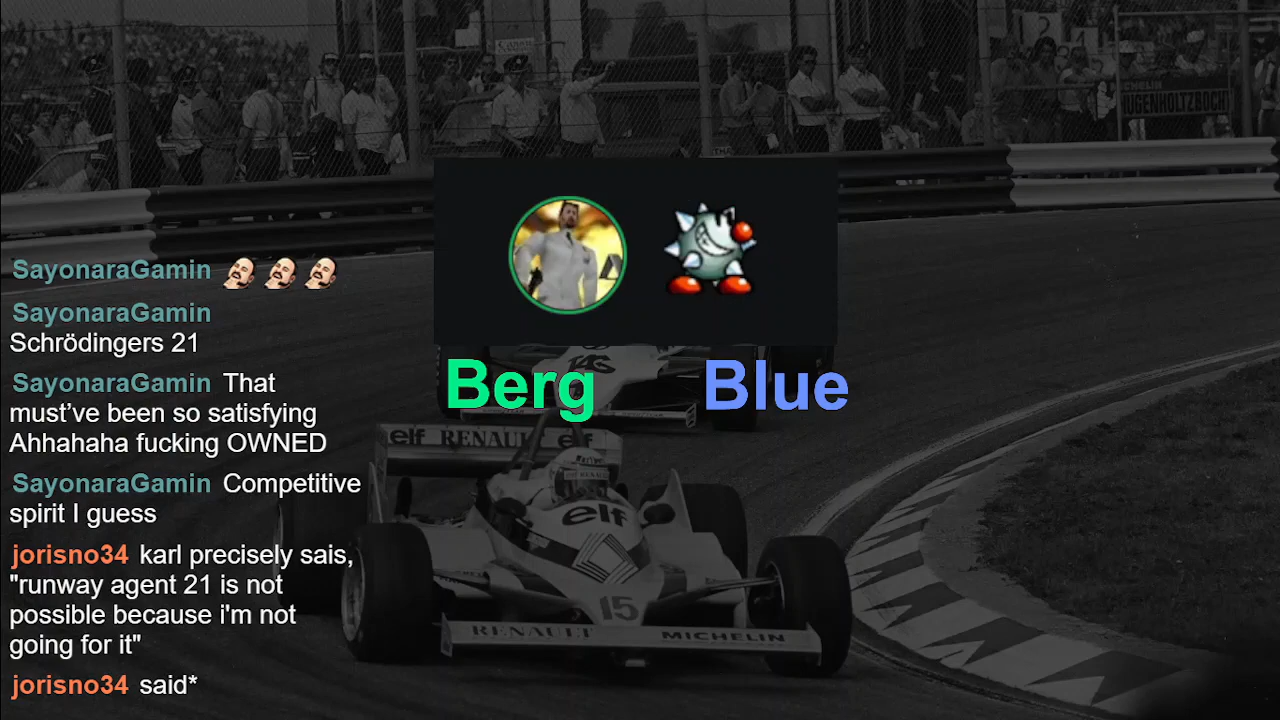 SayonaraGamin
SayonaraGamin
Schrödingers 21
SayonaraGamin That
must’ve been so satisfying
Ahhahaha fucking OWNED
SayonaraGamin Competitive
spirit I guess
jorisno34 karl precisely sais,
"runway agent 21 is not
possible because i'm not
going for it"
jorisno34 said*
Berg Blue
TAG
elf RENAULT elf
elf
15
RENAULT MICHELIN